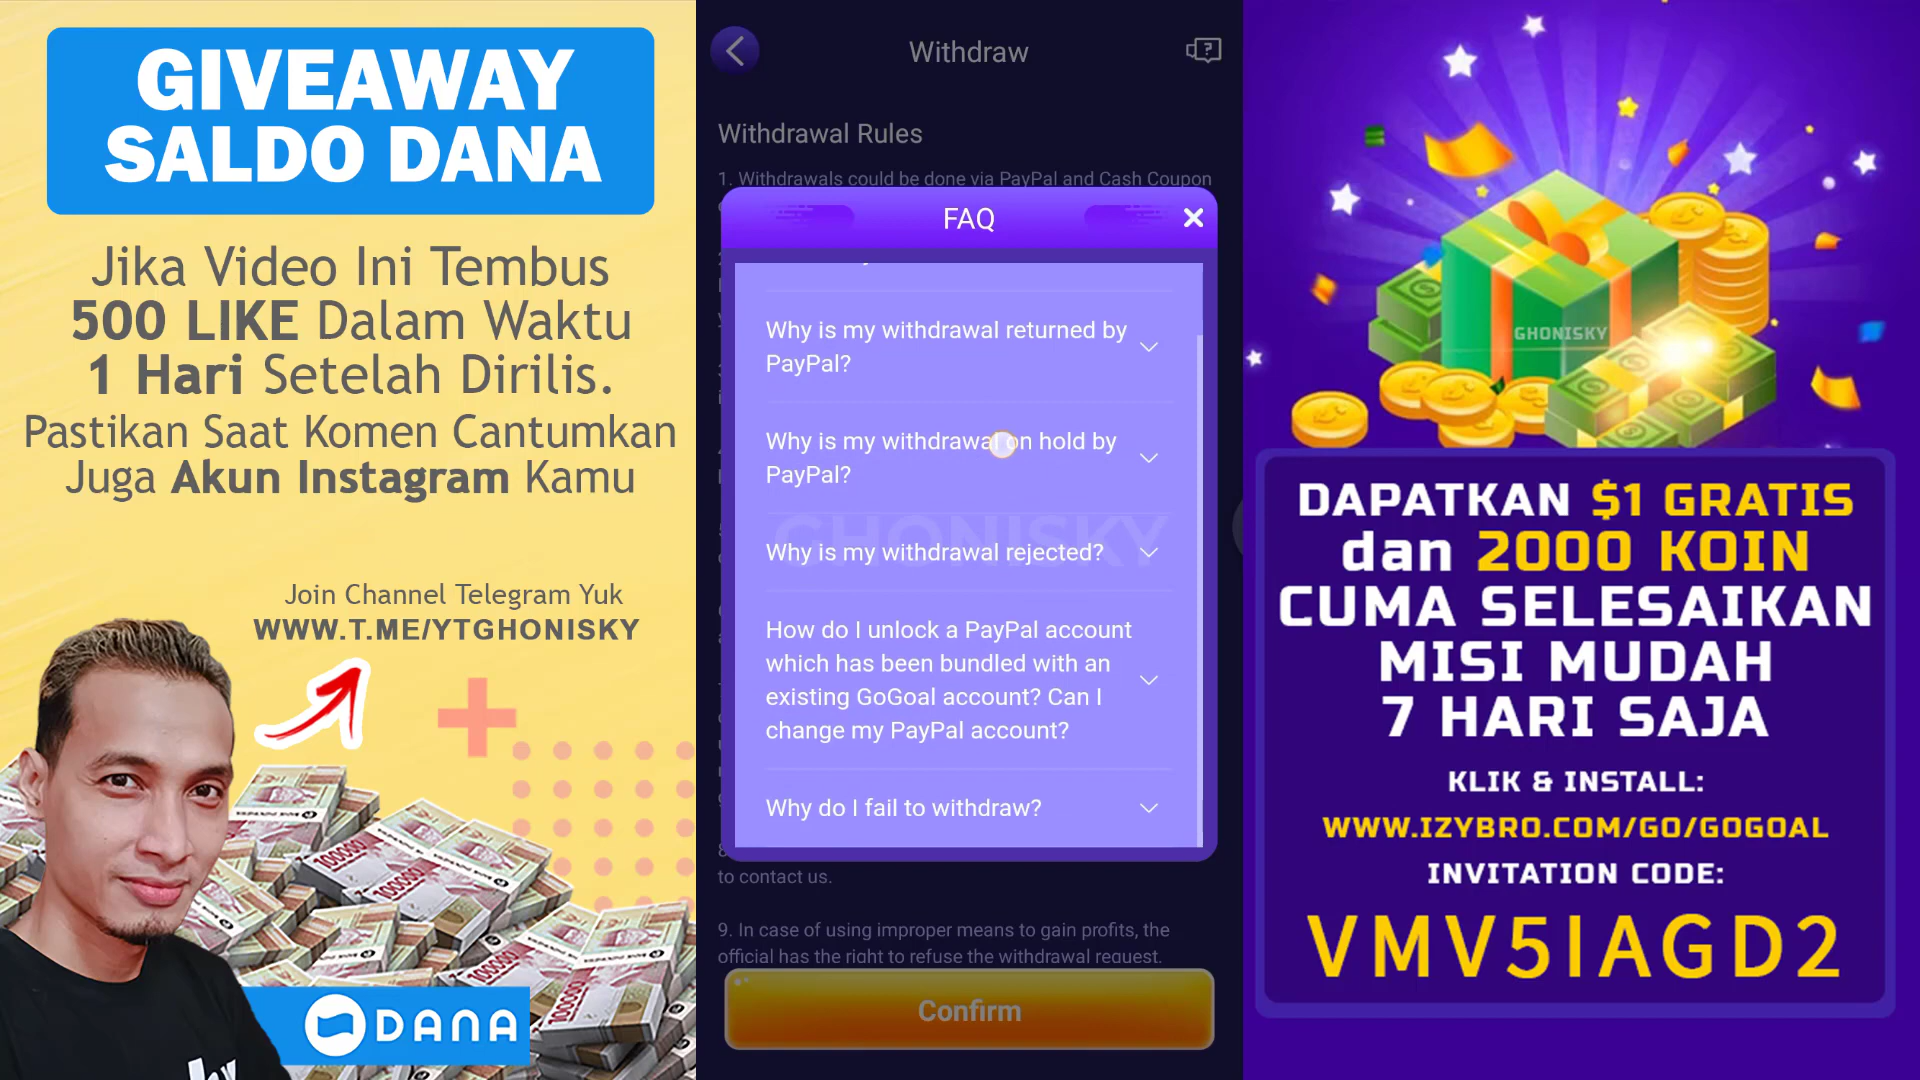 GIVEAWAY
SALDO DANA
Jika Video Ini Tembus
500 LIKE Dalam Waktu
1 Hari Setelah Dirilis.
Pastikan Saat Komen Cantumkan
Juga Akun Instagram Kamu
Join Channel Telegram Yuk
WWW.T.ME/YTGHONISKY
100000
100000
100000
100000
DANA
Withdraw
Withdrawal Rules
1. Withdrawals could be done via PayPal and Cash Coupon
FAQ
Why is my withdrawal returned by
PayPal?
Why is my withdrawal on hold by
PayPal?
GHONISKY
Why is my withdrawal rejected?
How do I unlock a PayPal account
which has been bundled with an
existing GoGoal account? Can I
change my PayPal account?
Why do I fail to withdraw?
to contact us.
9. In case of using improper means to gain profits, the
official has the right to refuse the withdrawal request.
Confirm
GHONISKY
DAPATKAN $1 GRATIS
dan 2000 KOIN
CUMA SELESAIKAN
MISI MUDAH
7 HARI SAJA
KLIK & INSTALL:
WWW.IZYBRO.COM/GO/GOGOAL
INVITATION CODE:
VMV5IAGD2